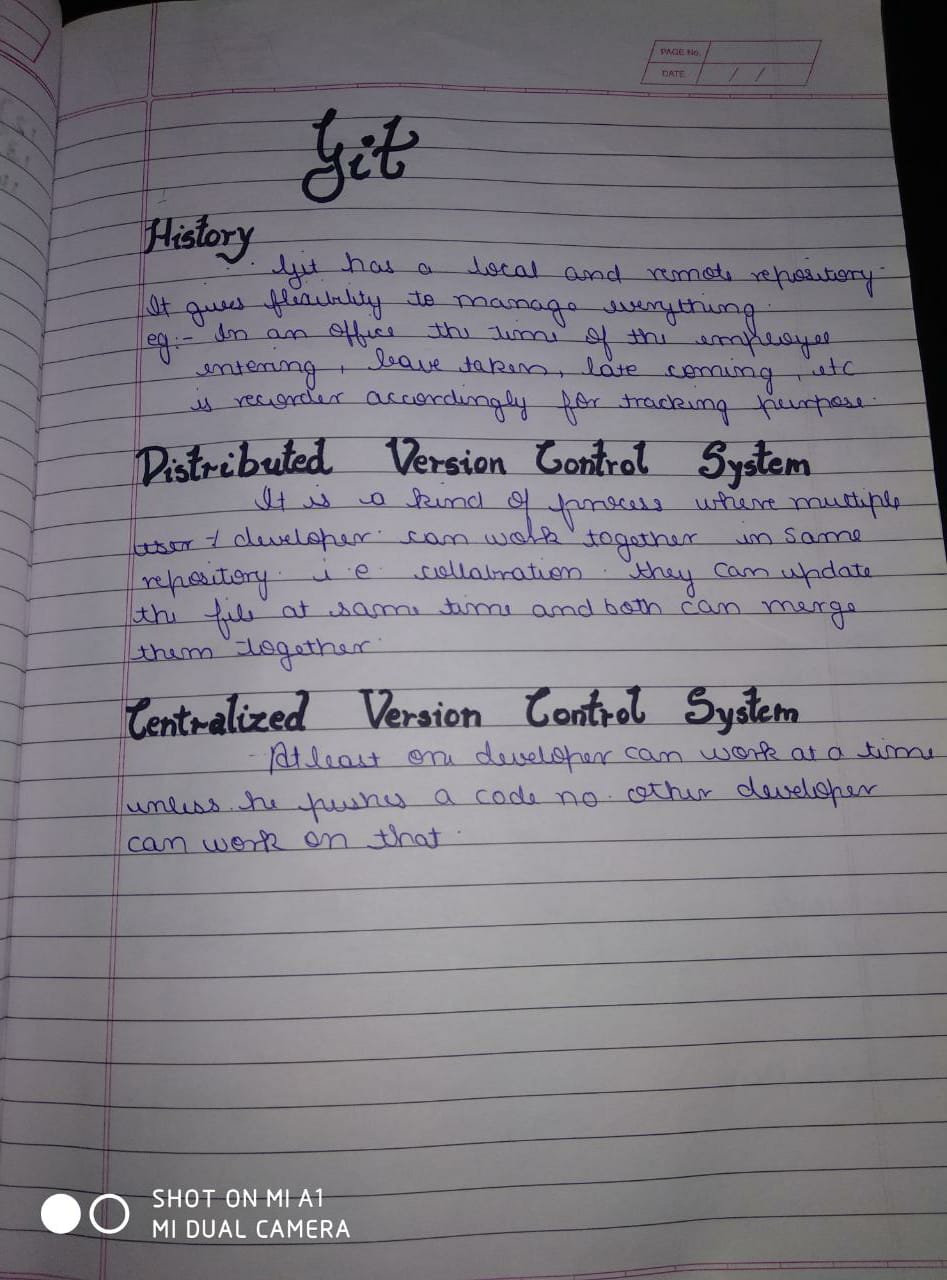 PAGE No.
DATE / /
Git
History
Git has a local and remote repository.
It gives flexibility to manage everything.
eg:- In an office the time of the employee
entering, leave taken, late coming, etc
is recorder accordingly for tracking purpose.
Distributed Version Control System
It is a kind of process where multiple
user / developer can work together in same
repository. i.e. collabration. they can update
the file at same time and both can merge
them together.
Centralized Version Control System
Atleast one developer can work at a time
unless he pushes a code no other developer
can work on that.
SHOT ON MI A1
MI DUAL CAMERA